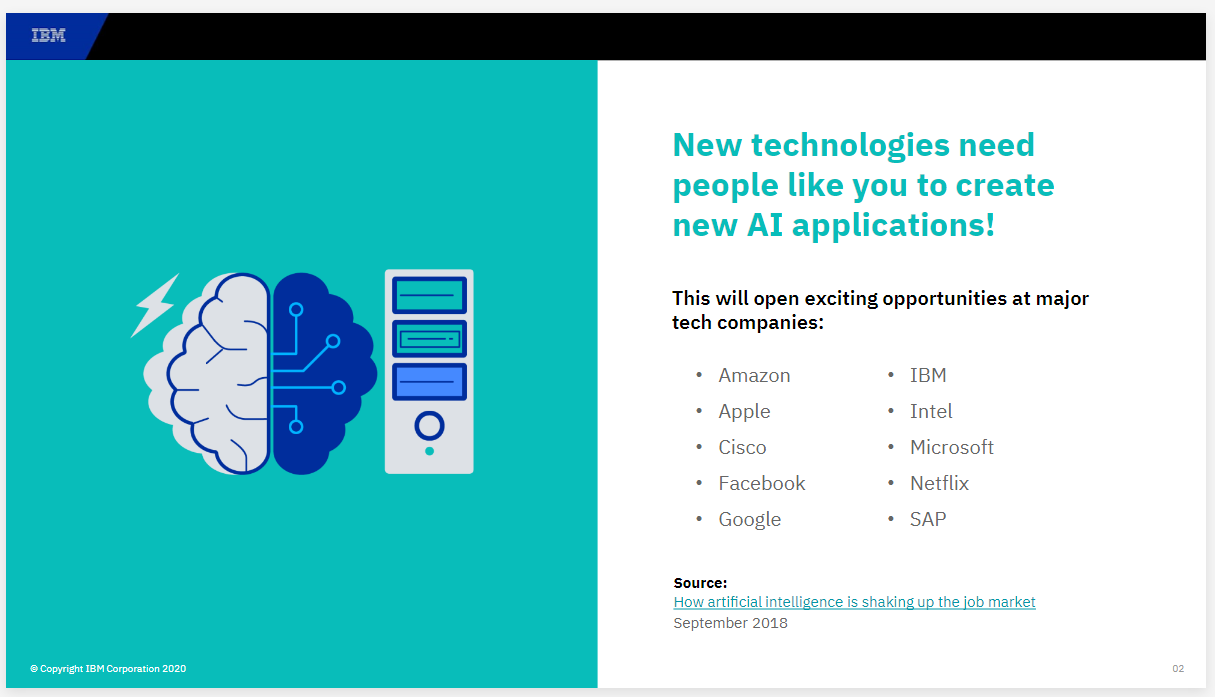 IBM
New technologies need
people like you to create
new AI applications!
This will open exciting opportunities at major
tech companies:
• Amazon
• Apple
• Cisco
• Facebook
• Google
• IBM
• Intel
• Microsoft
• Netflix
• SAP
Source:
How artificial intelligence is shaking up the job market
September 2018
© Copyright IBM Corporation 2020
02